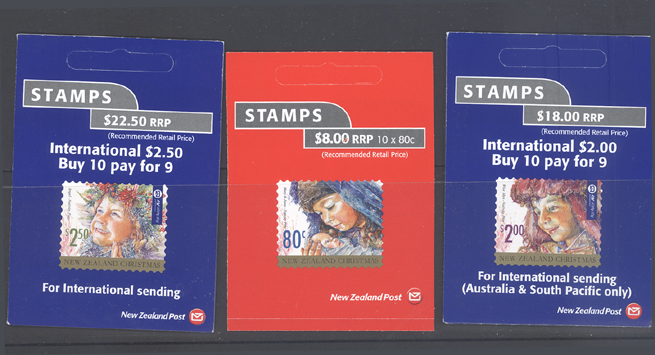 STAMPS
$22.50 RRP
(Recommended Retail Price)
International $2.50
Buy 10 pay for 9
$2.50
NEW ZEALAND CHRISTMAS
For International sending
New Zealand Post
STAMPS
$8.00 RRP 10 x 80c
(Recommended Retail Price)
80c
NEW ZEALAND CHRISTMAS
New Zealand Post
STAMPS
$18.00 RRP
(Recommended Retail Price)
International $2.00
Buy 10 pay for 9
$2.00
NEW ZEALAND CHRISTMAS
For International sending
(Australia & South Pacific only)
New Zealand Post